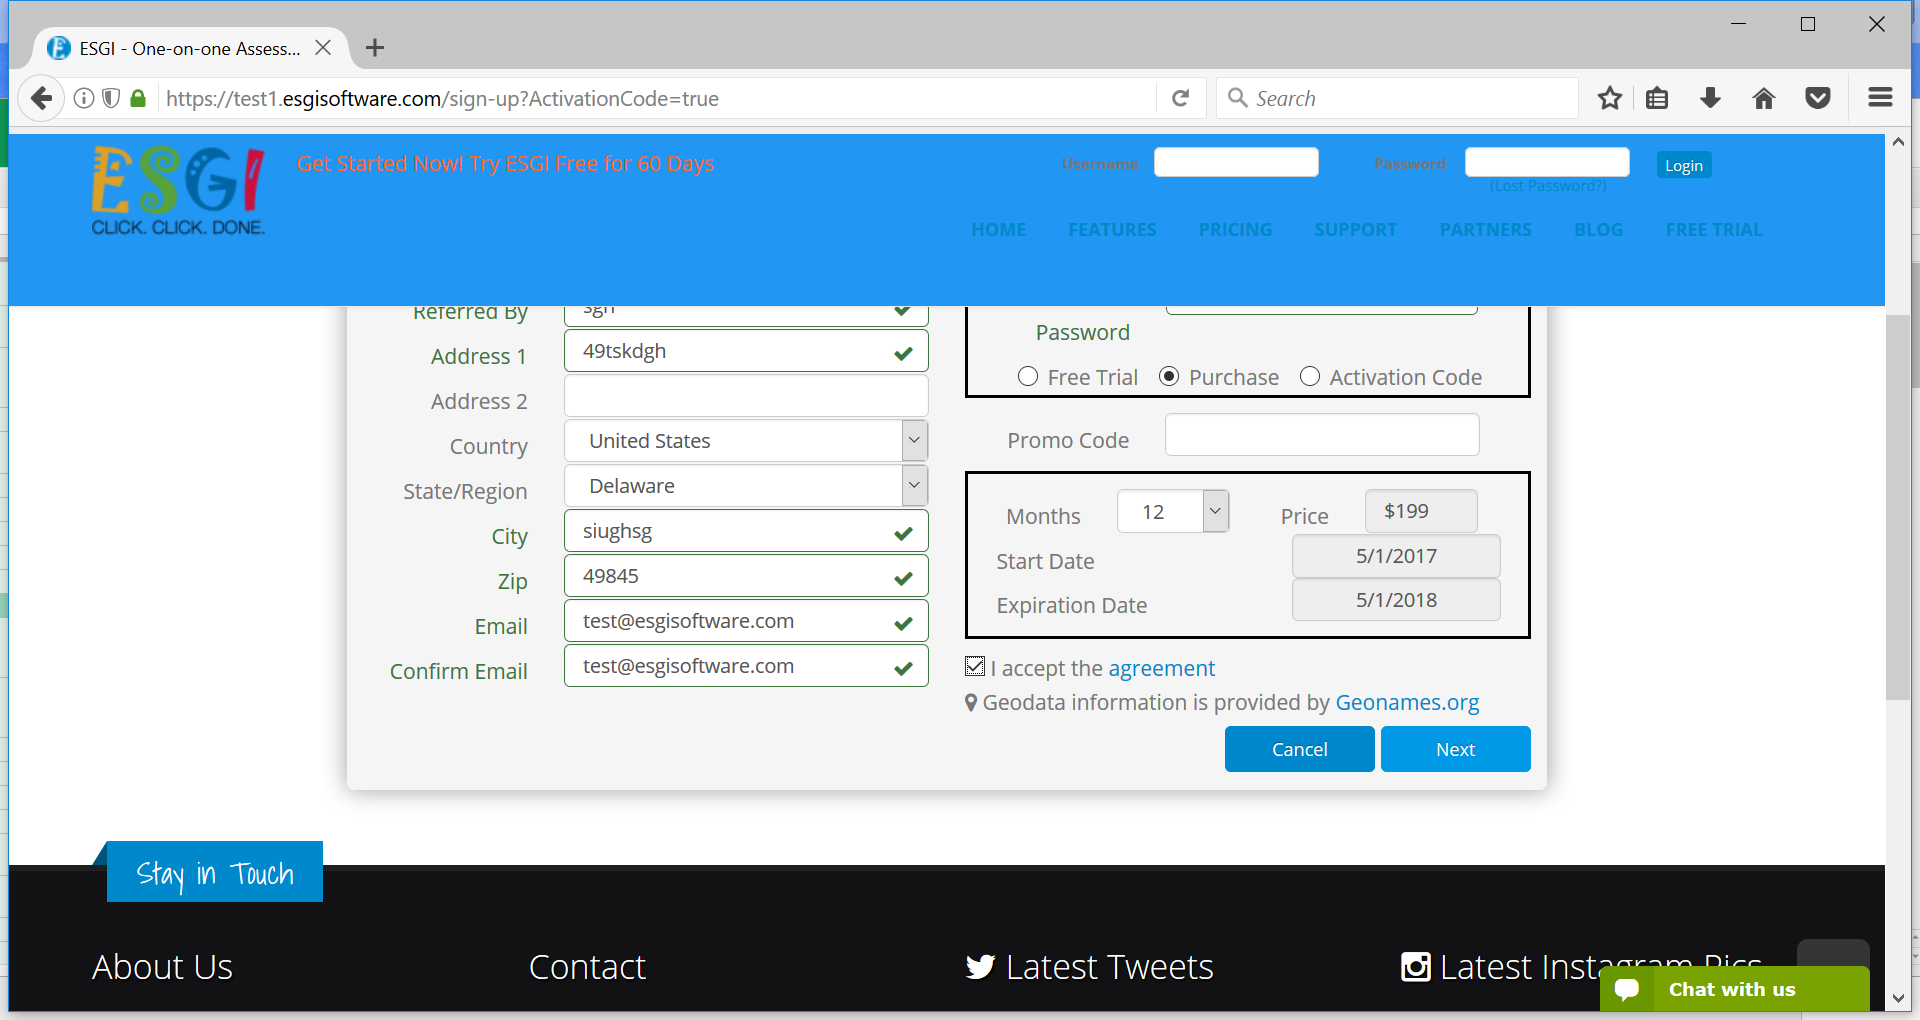 ESGI - One-on-one Assess...
https://test1.esgisoftware.com/sign-up?ActivationCode=true
Search
ESGI
CLICK. CLICK. DONE.
Get Started Now! Try ESGI Free for 60 Days
Username
Password
Login
(Lost Password?)
HOME FEATURES PRICING SUPPORT PARTNERS BLOG FREE TRIAL
Referred By
Address 1 49tskdgh
Address 2
Country United States
State/Region Delaware
City siughsg
Zip 49845
Email test@esgisoftware.com
Confirm Email test@esgisoftware.com
Password
Free Trial Purchase Activation Code
Promo Code
Months 12 Price $199
Start Date 5/1/2017
Expiration Date 5/1/2018
I accept the agreement
Geodata information is provided by Geonames.org
Cancel Next
Stay in Touch
About Us Contact Latest Tweets Latest Instagram Pics
Chat with us